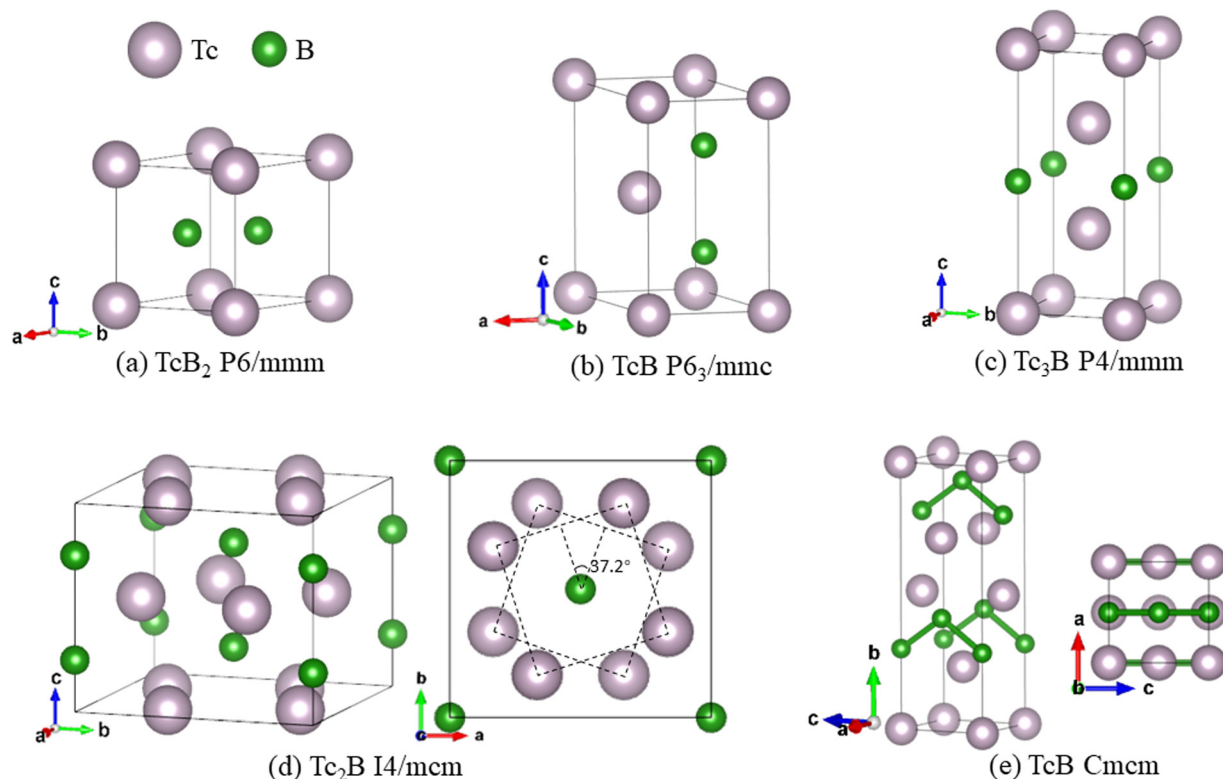 Tc B
c
a b
(a) TcB₂ P6/mmm
c
a b
(b) TcB P6₃/mmc
c
a b
(c) Tc₃B P4/mmm
c
a b
37.2°
b
c a
(d) Tc₂B I4/mcm
b
c
a
a
b c
(e) TcB Cmcm